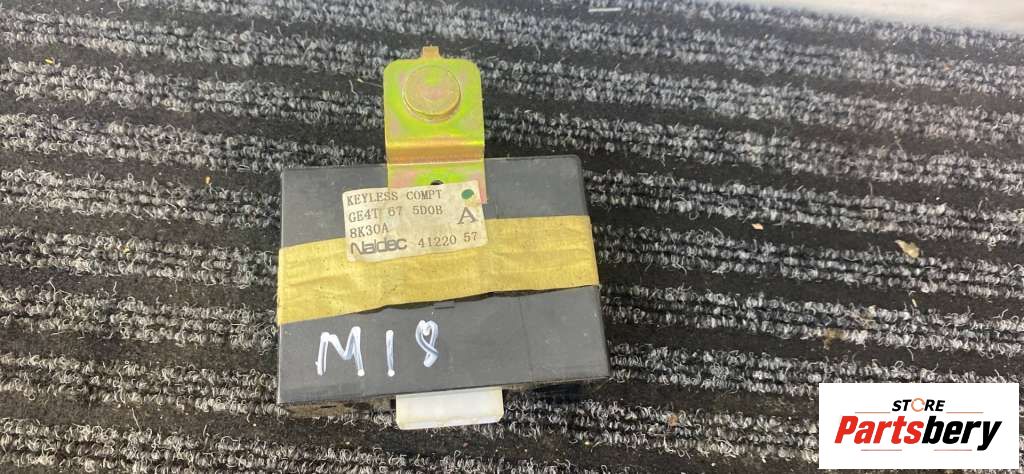 KEYLESS COMPT
GE4T 67 5D0B A
8K30A
Naldec 41220 57
M18
STORE
Partsbery